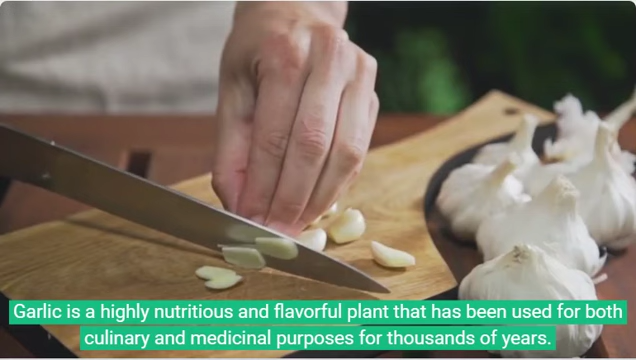 Garlic is a highly nutritious and flavorful plant that has been used for both
culinary and medicinal purposes for thousands of years.